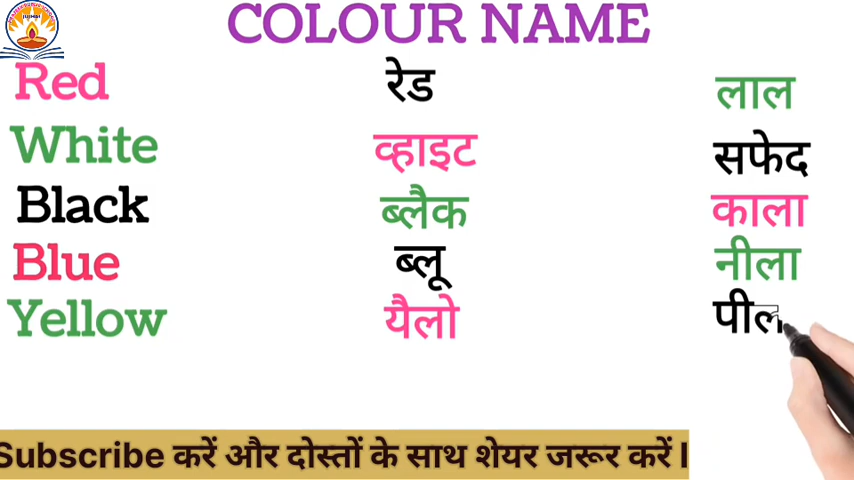 COLOUR NAME
Red रेड लाल
White व्हाइट सफेद
Black ब्लैक काला
Blue ब्लू नीला
Yellow यैलो पील
Subscribe करें और दोस्तों के साथ शेयर जरूर करें।